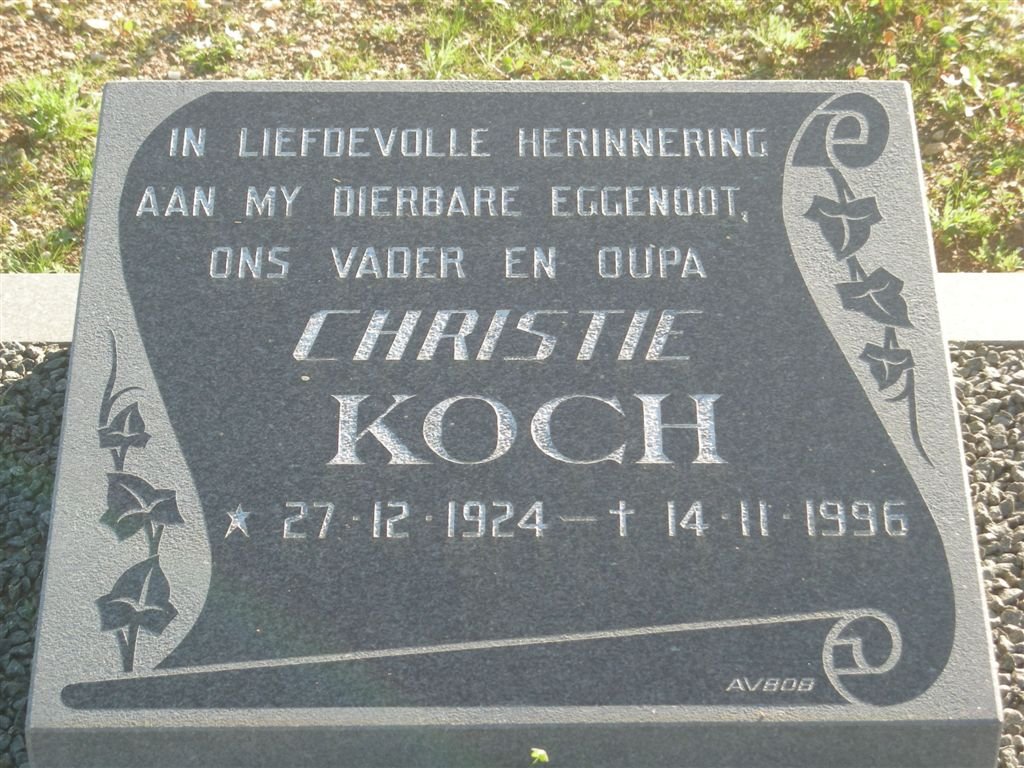 IN LIEFDEVOLLE HERINNERING
AAN MY DIERBARE EGGENOOT,
ONS VADER EN OUPA
CHRISTIE
KOCH
* 27-12-1924 — † 14-11-1996
AVBOB